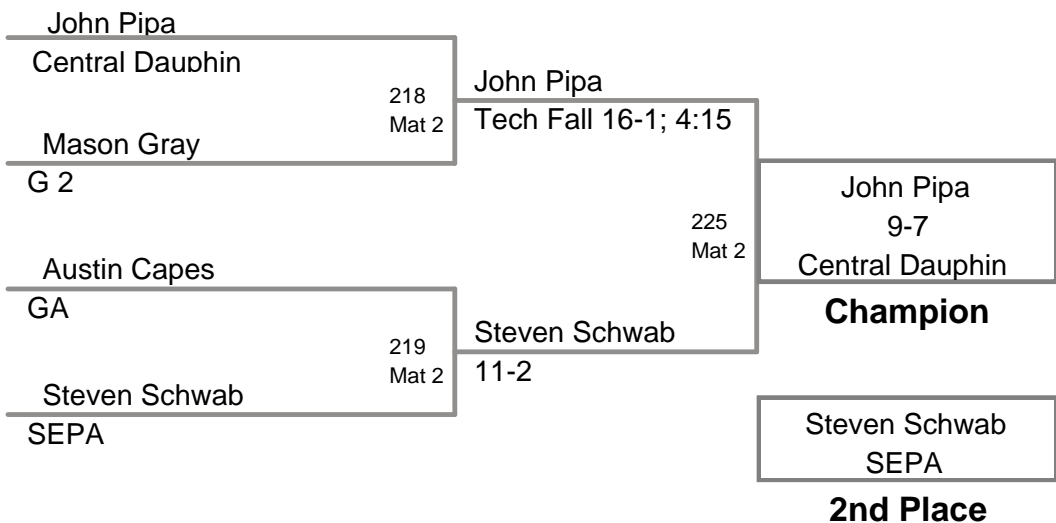 John Pipa
Central Dauphin
218
Mat 2
Mason Gray
G 2
John Pipa
Tech Fall 16-1; 4:15
Austin Capes
GA
219
Mat 2
Steven Schwab
SEPA
Steven Schwab
11-2
225
Mat 2
John Pipa
9-7
Central Dauphin
Champion
Steven Schwab
SEPA
2nd Place